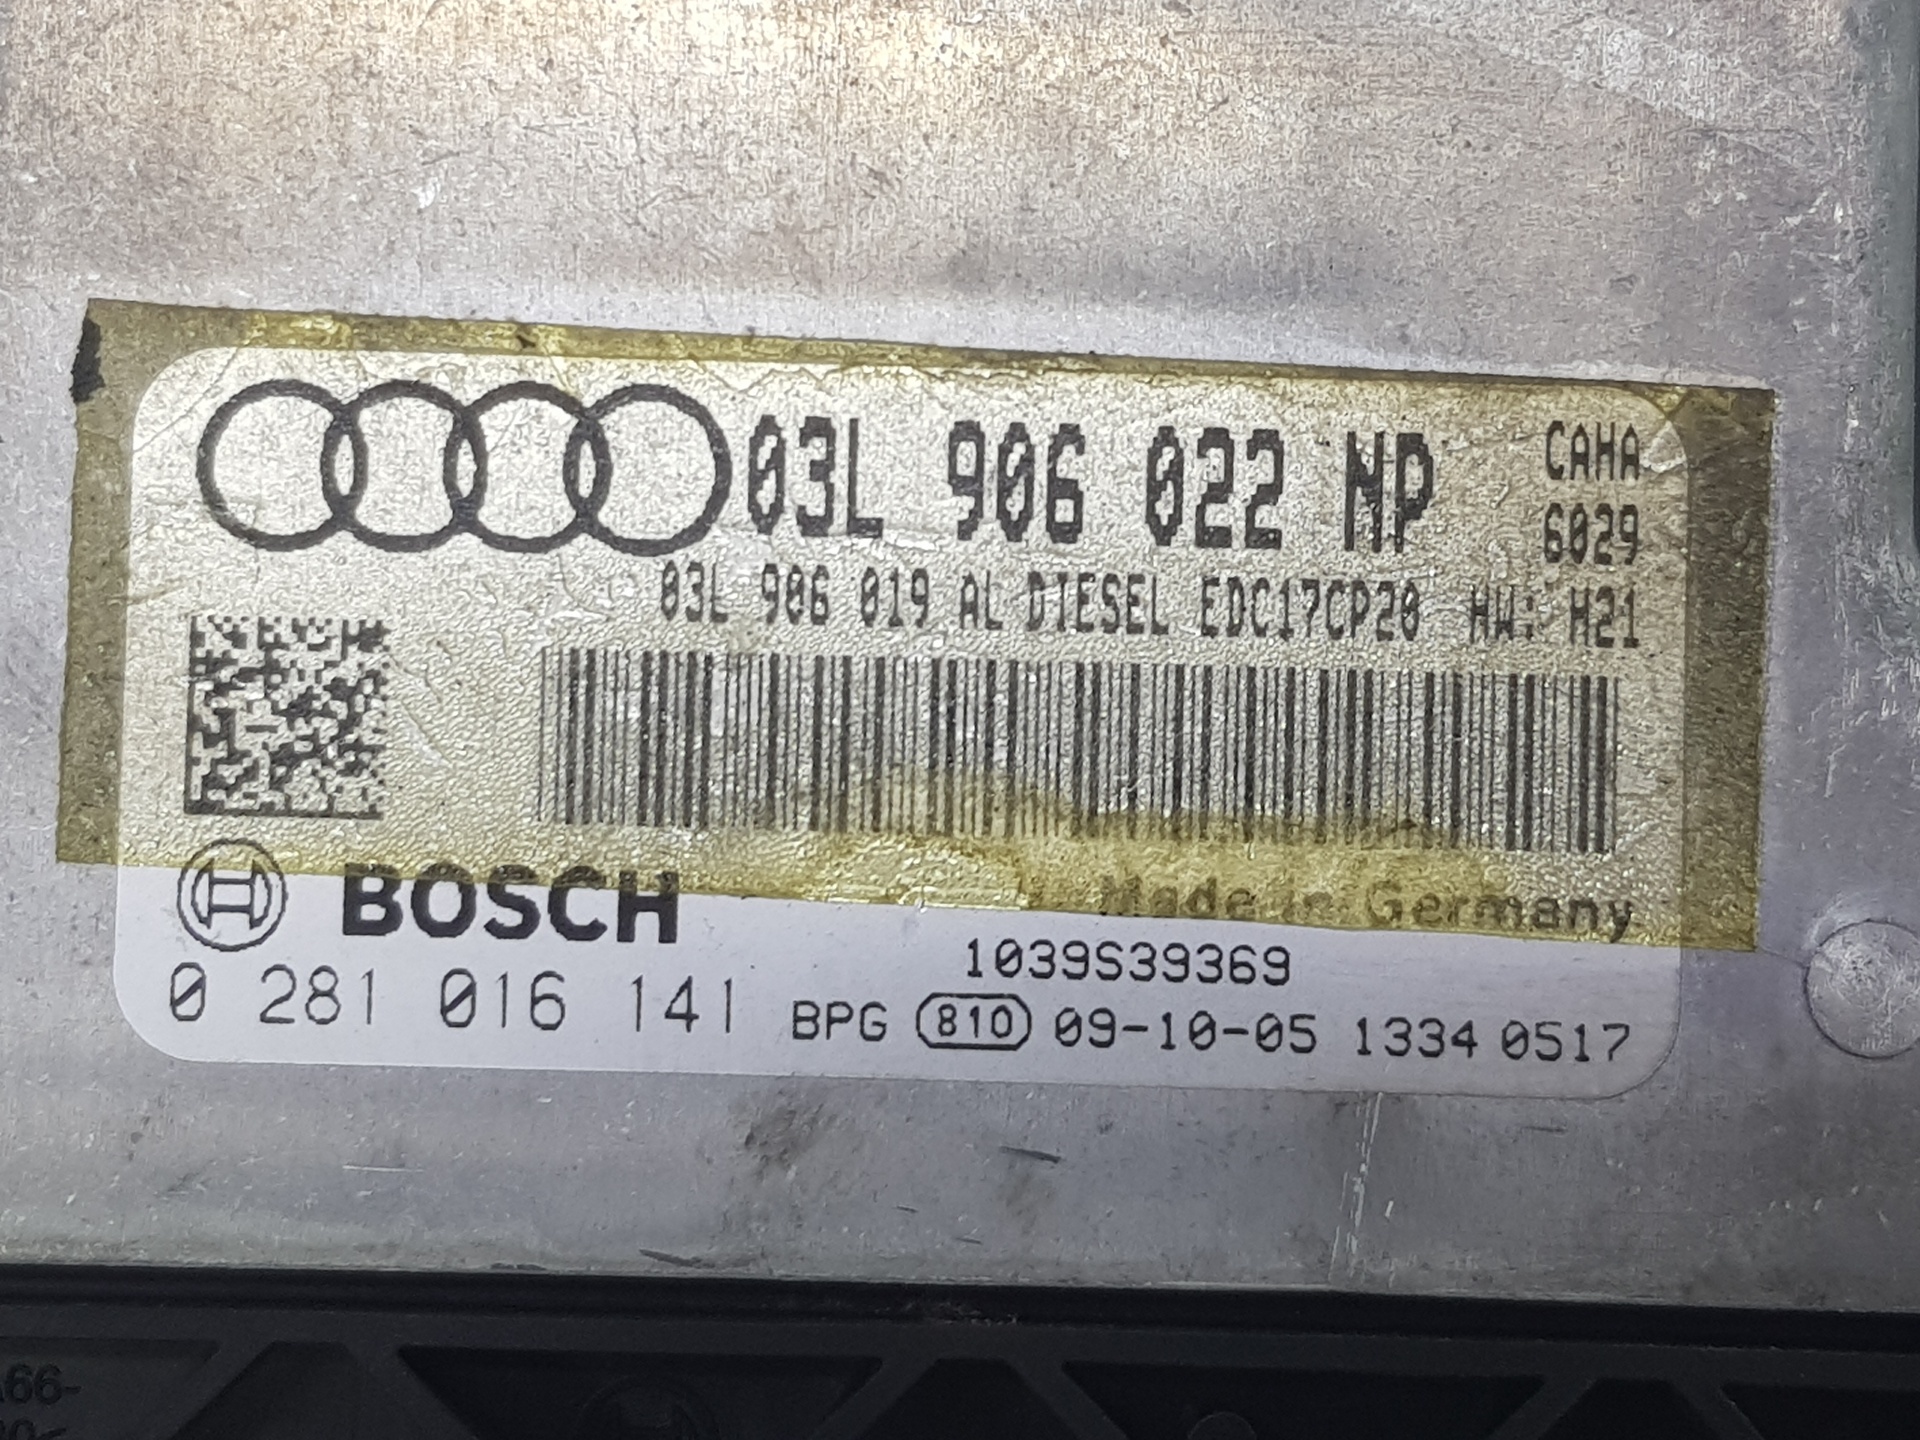 03L 906 022 NP CAHA
6029
03L 906 019 AL DIESEL EDC17CP20 HW: H21
BOSCH Made in Germany
1039S39369
0 281 016 141 BPG 810 09-10-05 1334 0517